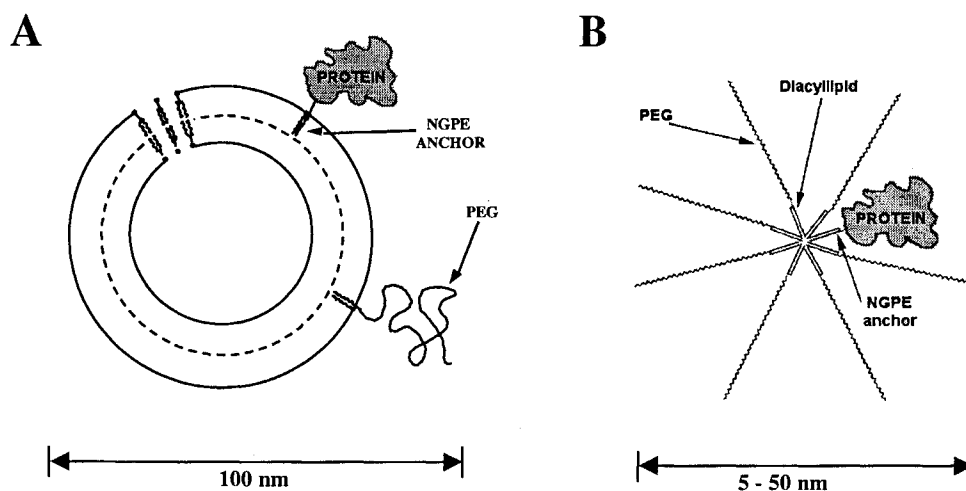 A
PROTEIN
NGPE
ANCHOR
PEG
100 nm
B
Diacyllipid
PEG
PROTEIN
NGPE
anchor
5 - 50 nm